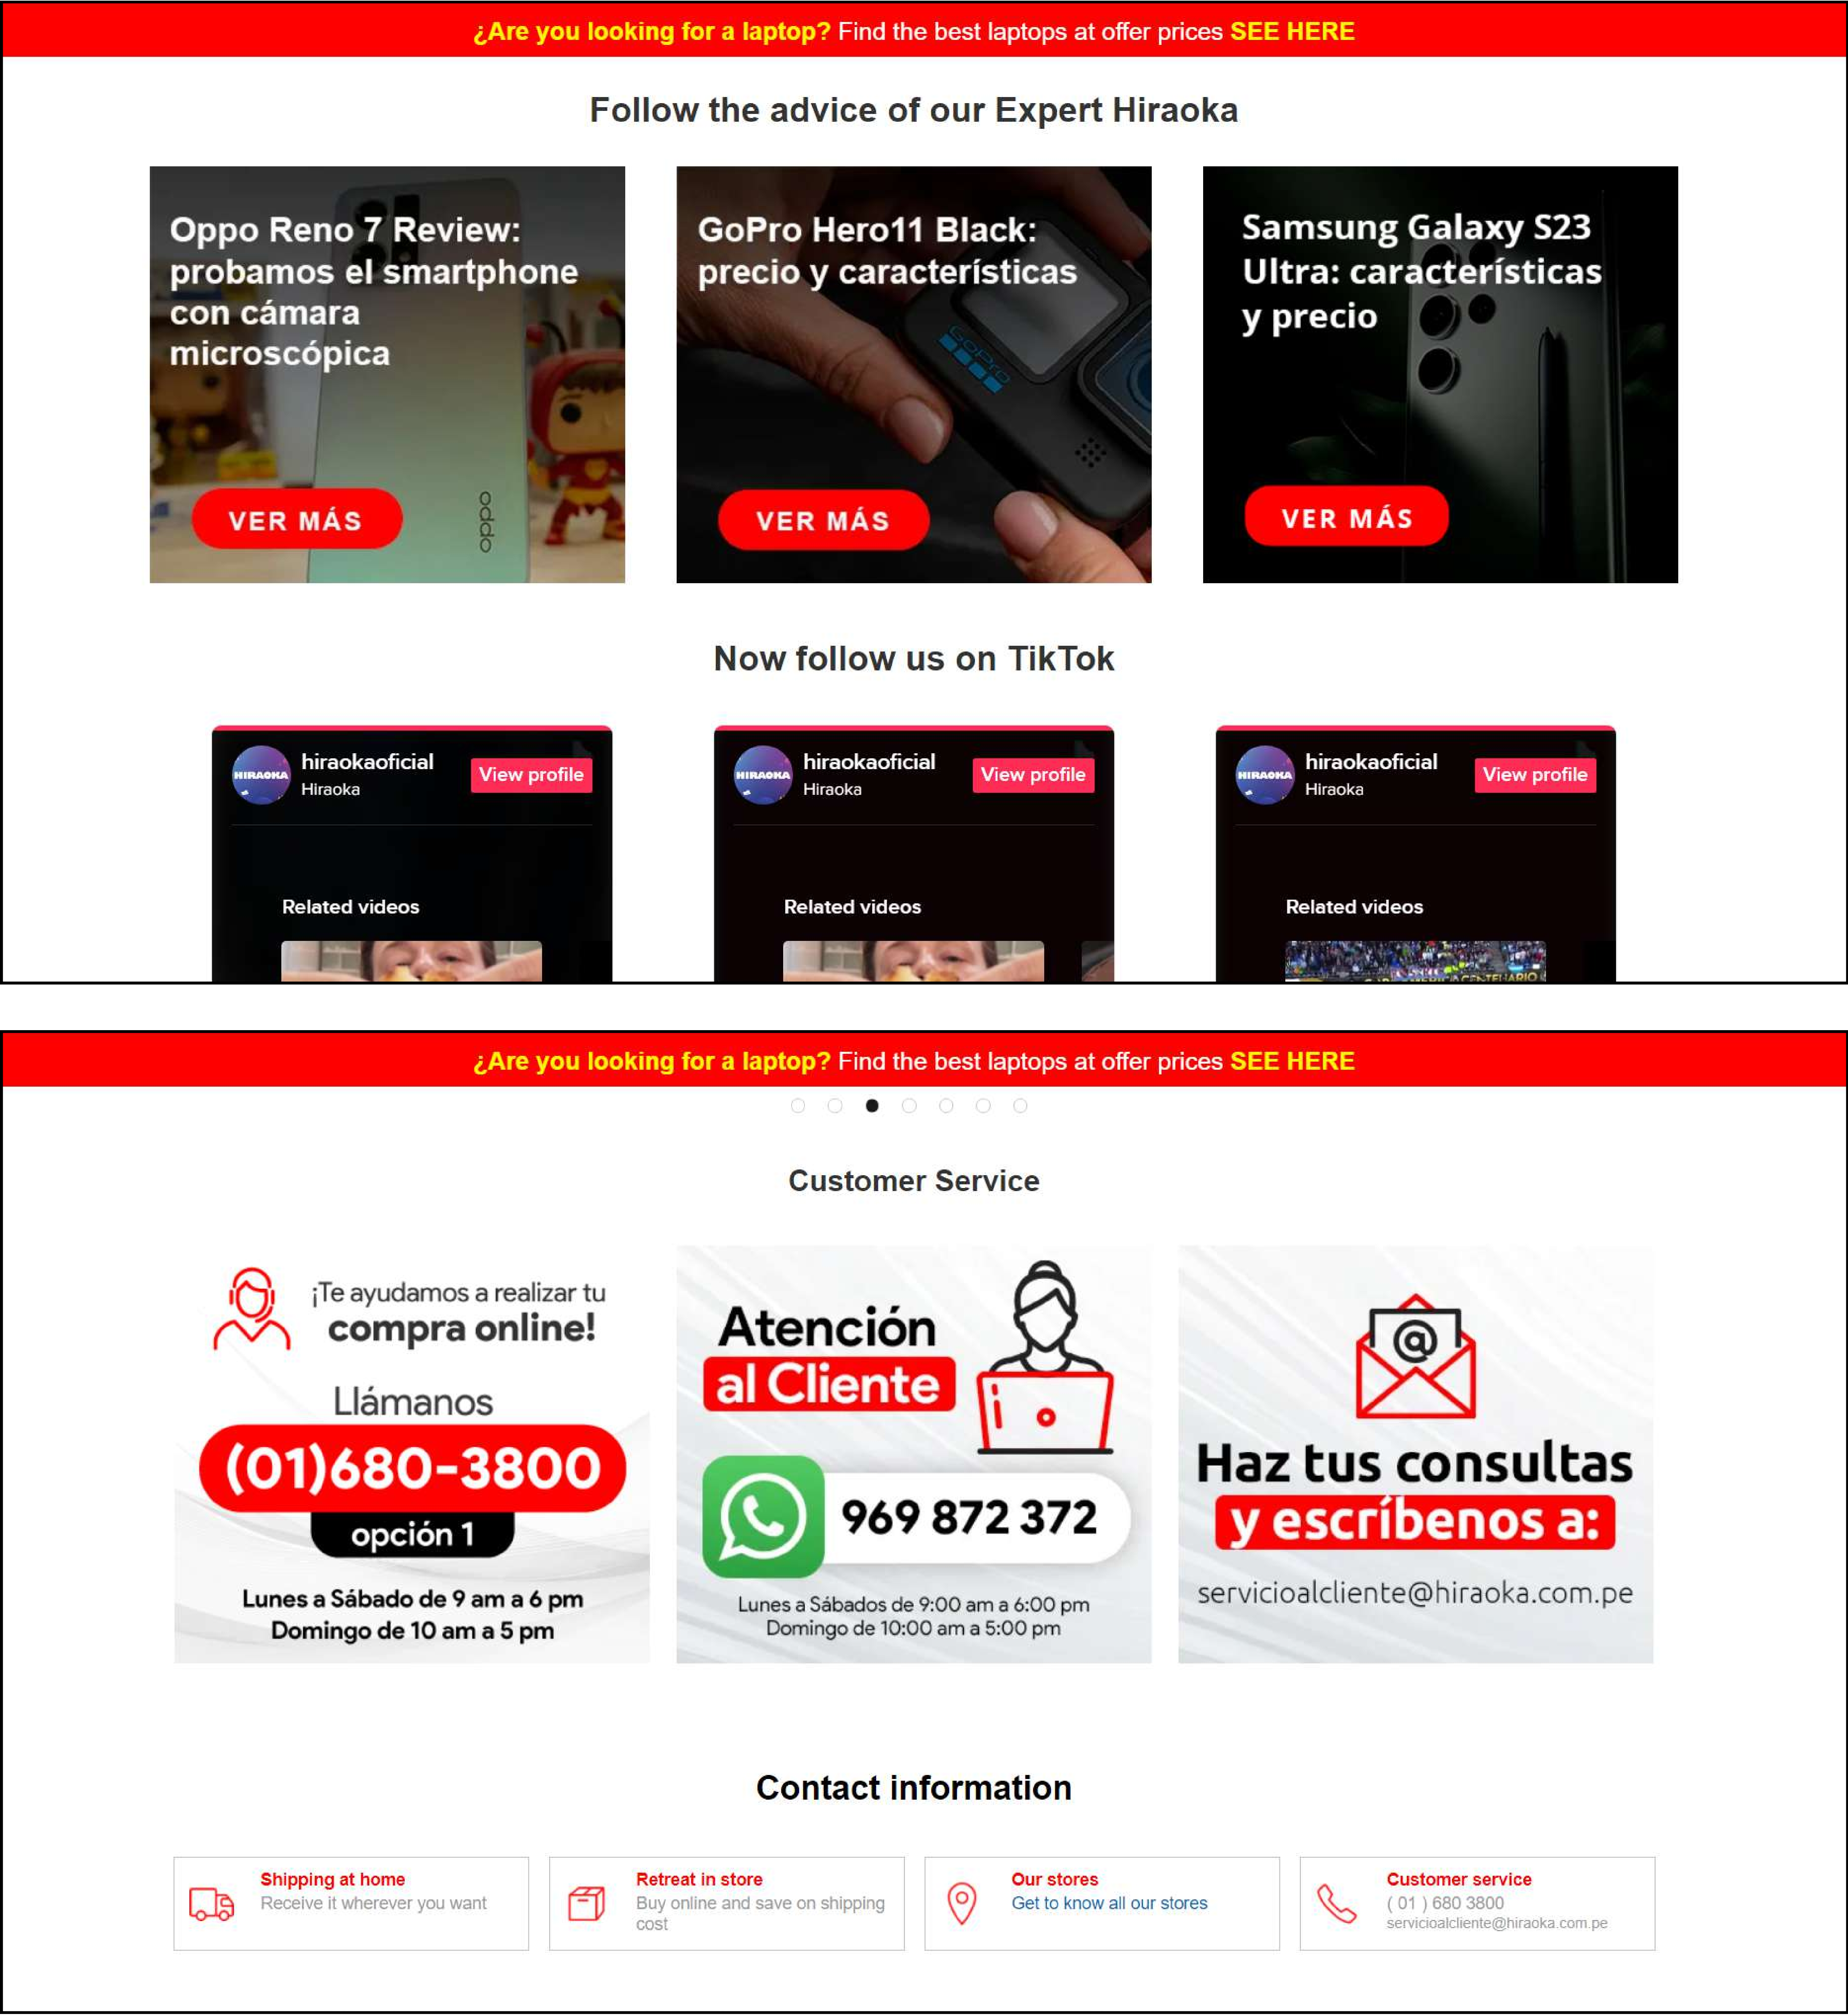 ¿Are you looking for a laptop? Find the best laptops at offer prices SEE HERE
Follow the advice of our Expert Hiraoka
Oppo Reno 7 Review:
probamos el smartphone
con cámara
microscópica
VER MÁS
oppo
GoPro Hero11 Black:
precio y características
GoPro
VER MÁS
Samsung Galaxy S23
Ultra: características
y precio
VER MÁS
Now follow us on TikTok
HIRAOKA
hiraokaoficial
Hiraoka
View profile
Related videos
HIRAOKA
hiraokaoficial
Hiraoka
View profile
Related videos
HIRAOKA
hiraokaoficial
Hiraoka
View profile
Related videos
¿Are you looking for a laptop? Find the best laptops at offer prices SEE HERE
Customer Service
¡Te ayudamos a realizar tu
compra online!
Llámanos
(01)680-3800
opción 1
Lunes a Sábado de 9 am a 6 pm
Domingo de 10 am a 5 pm
Atención
al Cliente
969 872 372
Lunes a Sábados de 9:00 am a 6:00 pm
Domingo de 10:00 am a 5:00 pm
@
Haz tus consultas
y escríbenos a:
servicioalcliente@hiraoka.com.pe
Contact information
Shipping at home
Receive it wherever you want
Retreat in store
Buy online and save on shipping
cost
Our stores
Get to know all our stores
Customer service
( 01 ) 680 3800
servicioalcliente@hiraoka.com.pe